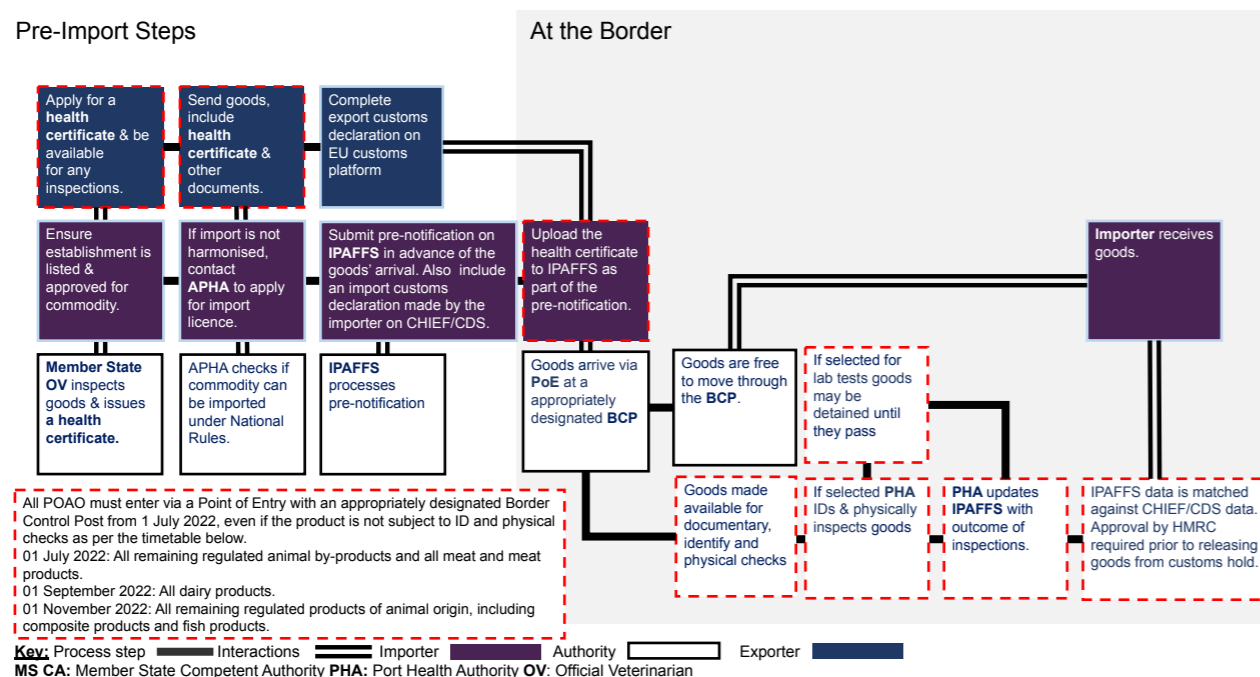 Pre-Import Steps
At the Border
Apply for a
health
certificate & be
available
for any
inspections.
Send goods,
include
health
certificate &
other
documents.
Complete
export customs
declaration on
EU customs
platform
Ensure
establishment is
listed &
approved for
commodity.
If import is not
harmonised,
contact
APHA to apply
for import
licence.
Submit pre-notification on
IPAFFS in advance of the
goods' arrival. Also include
an import customs
declaration made by the
importer on CHIEF/CDS.
Upload the
health certificate
to IPAFFS as
part of the
pre-notification.
Importer receives
goods.
Member State
OV inspects
goods & issues
a health
certificate.
APHA checks if
commodity can
be imported
under National
Rules.
IPAFFS
processes
pre-notification
Goods arrive via
PoE at a
appropriately
designated BCP
Goods are free
to move through
the BCP.
If selected for
lab tests goods
may be
detained until
they pass
Goods made
available for
documentary,
identify and
physical checks
If selected PHA
IDs & physically
inspects goods
PHA updates
IPAFFS with
outcome of
inspections.
IPAFFS data is matched
against CHIEF/CDS data.
Approval by HMRC
required prior to releasing
goods from customs hold.
All POAO must enter via a Point of Entry with an appropriately designated Border
Control Post from 1 July 2022, even if the product is not subject to ID and physical
checks as per the timetable below.
01 July 2022: All remaining regulated animal by-products and all meat and meat
products.
01 September 2022: All dairy products.
01 November 2022: All remaining regulated products of animal origin, including
composite products and fish products.
Key: Process step Interactions Importer Authority Exporter
MS CA: Member State Competent Authority PHA: Port Health Authority OV: Official Veterinarian